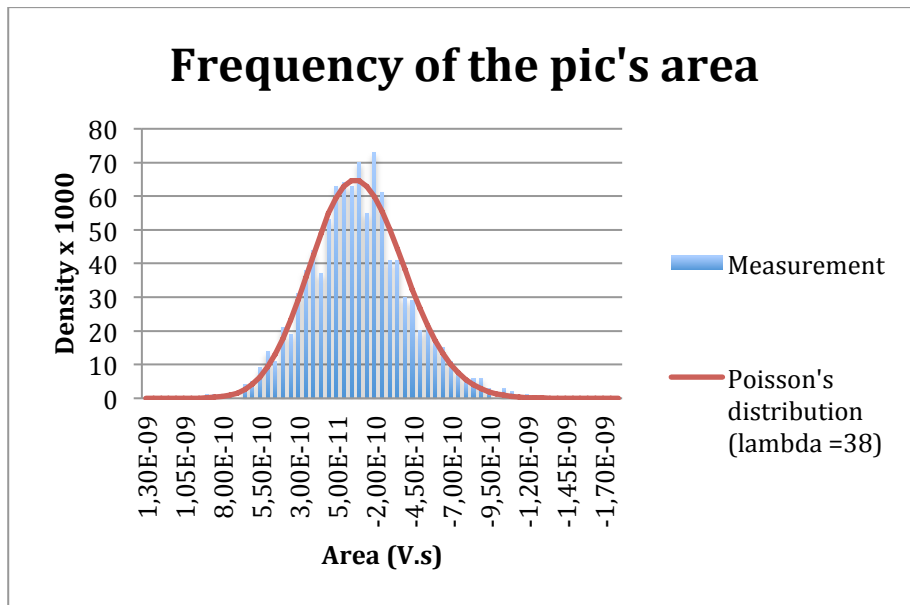 Frequency of the pic's area
Density x 1000
80
70
60
50
40
30
20
10
0
1,30E-09
1,05E-09
8,00E-10
5,50E-10
3,00E-10
5,00E-11
-2,00E-10
-4,50E-10
-7,00E-10
-9,50E-10
-1,20E-09
-1,45E-09
-1,70E-09
Area (V.s)
Measurement
Poisson's
distribution
(lambda =38)